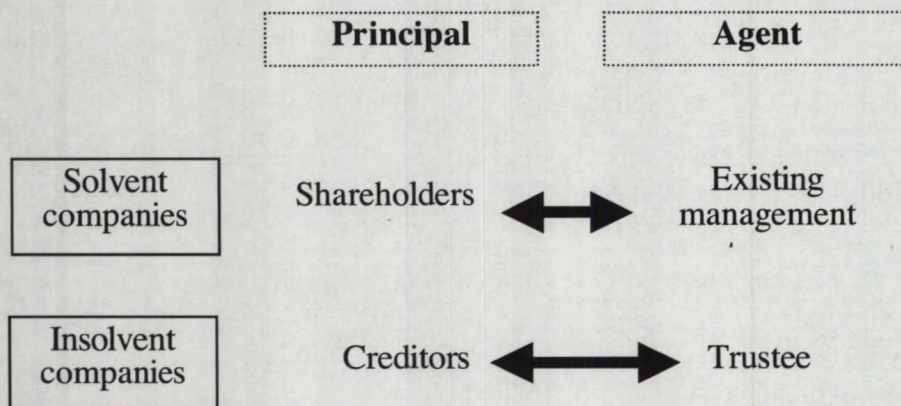 Principal Agent
Solvent
companies
Shareholders
Existing
management
Insolvent
companies
Creditors
Trustee